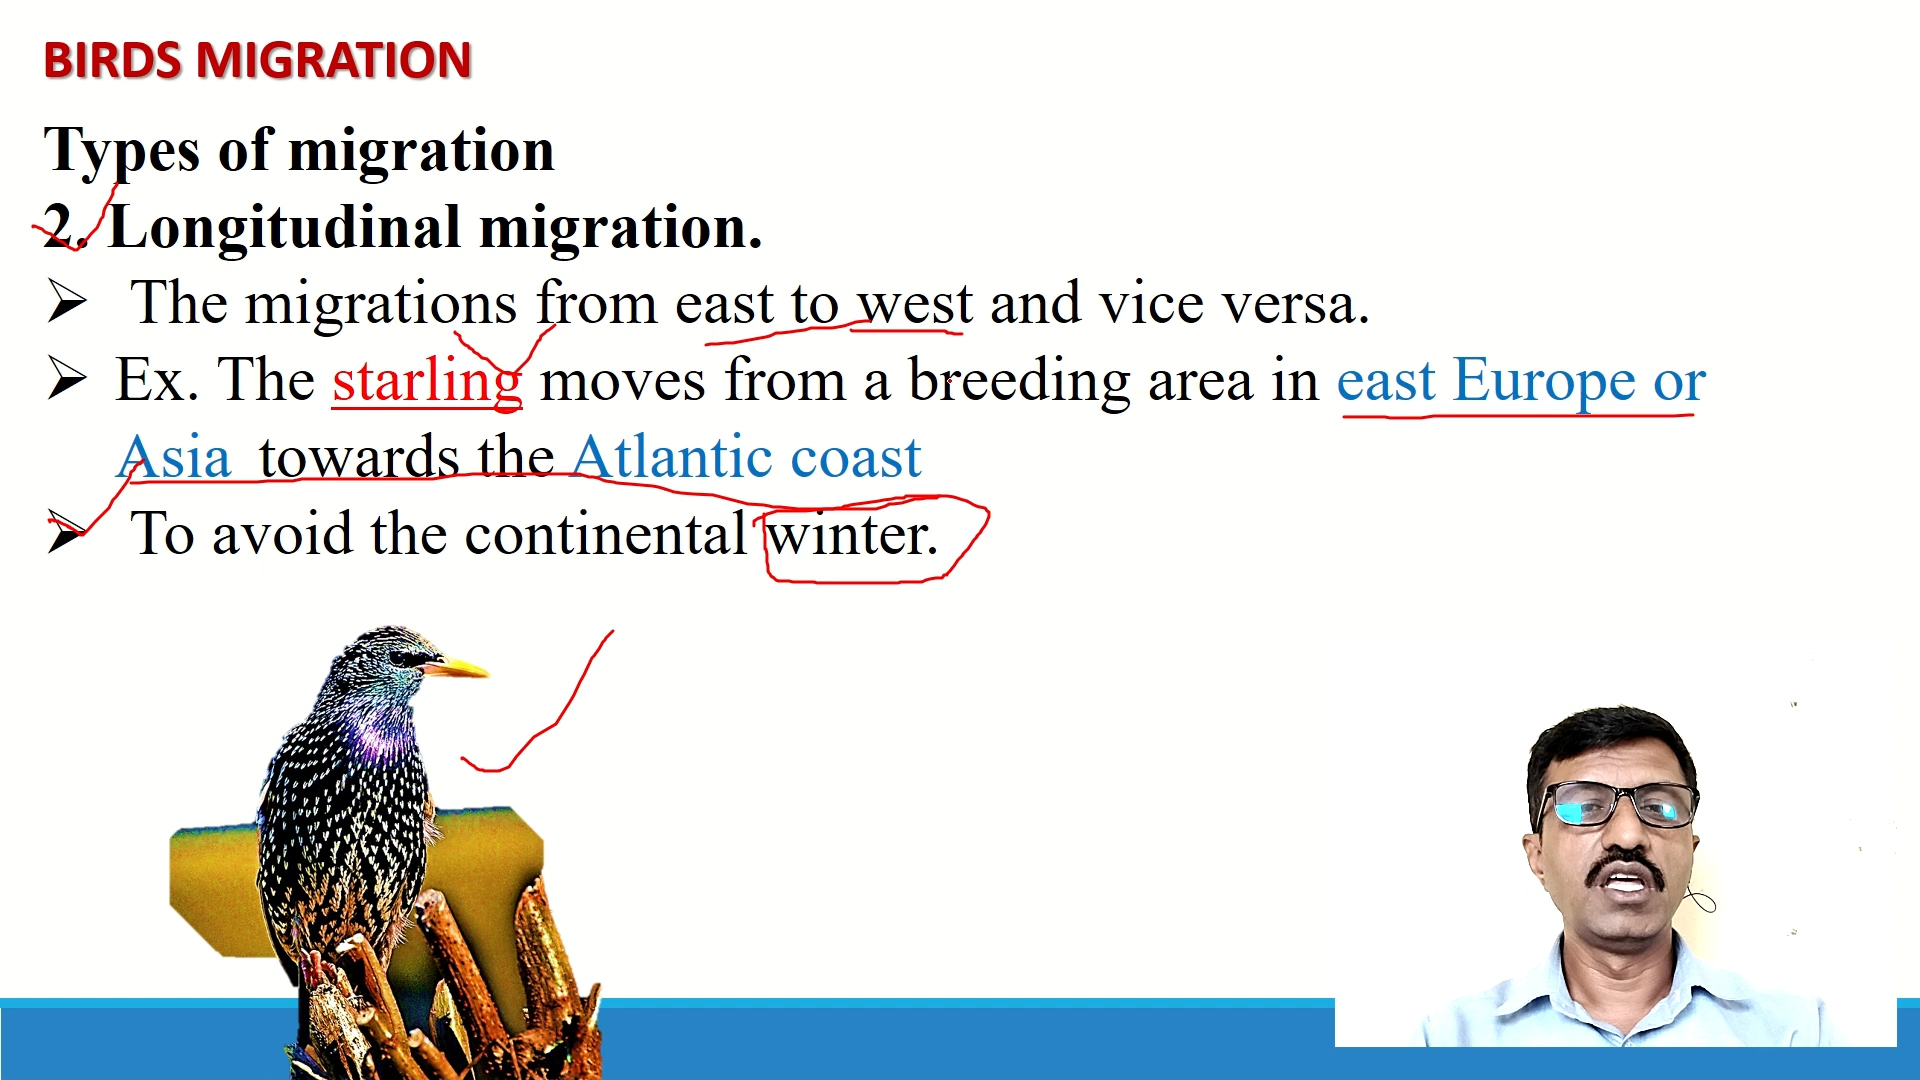 BIRDS MIGRATION
Types of migration
2. Longitudinal migration.
➢ The migrations from east to west and vice versa.
➢ Ex. The starling moves from a breeding area in east Europe or
Asia towards the Atlantic coast
➢ To avoid the continental winter.